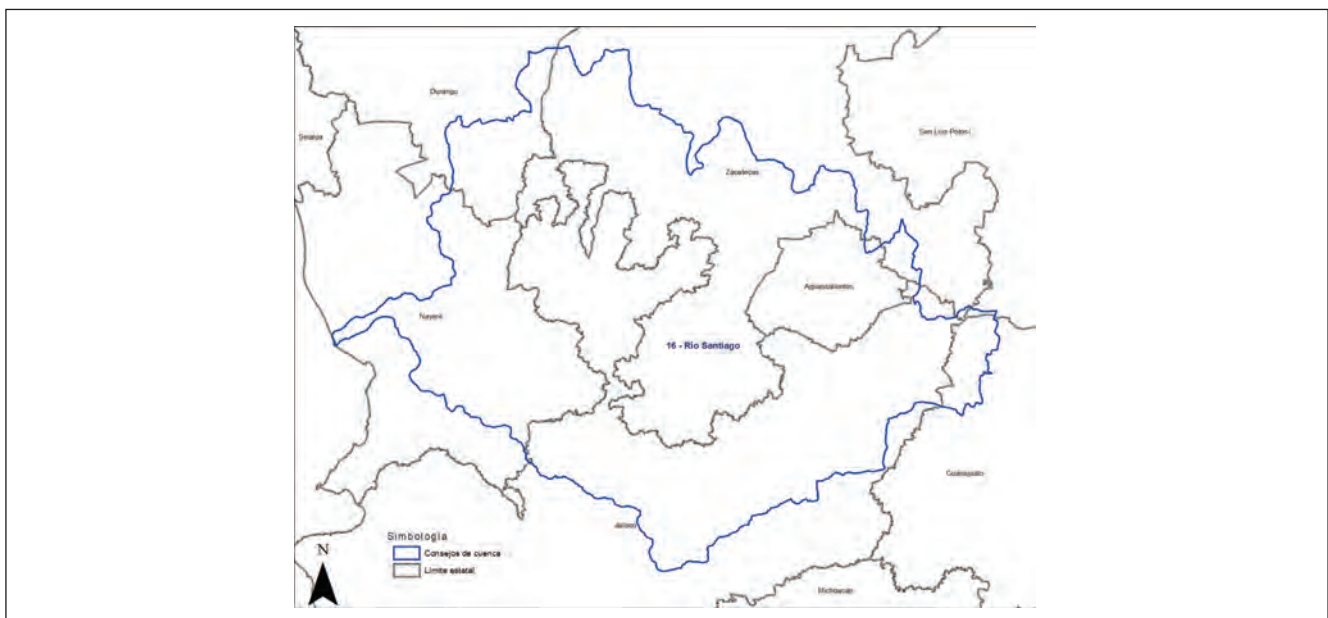 Durango
Sinaloa
San Luis Potosí
Zacatecas
Aguascalientes
Nayarit
16 - Río Santiago
Guanajuato
Jalisco
Simbología
Consejos de cuenca
Límite estatal
N
Michoacán